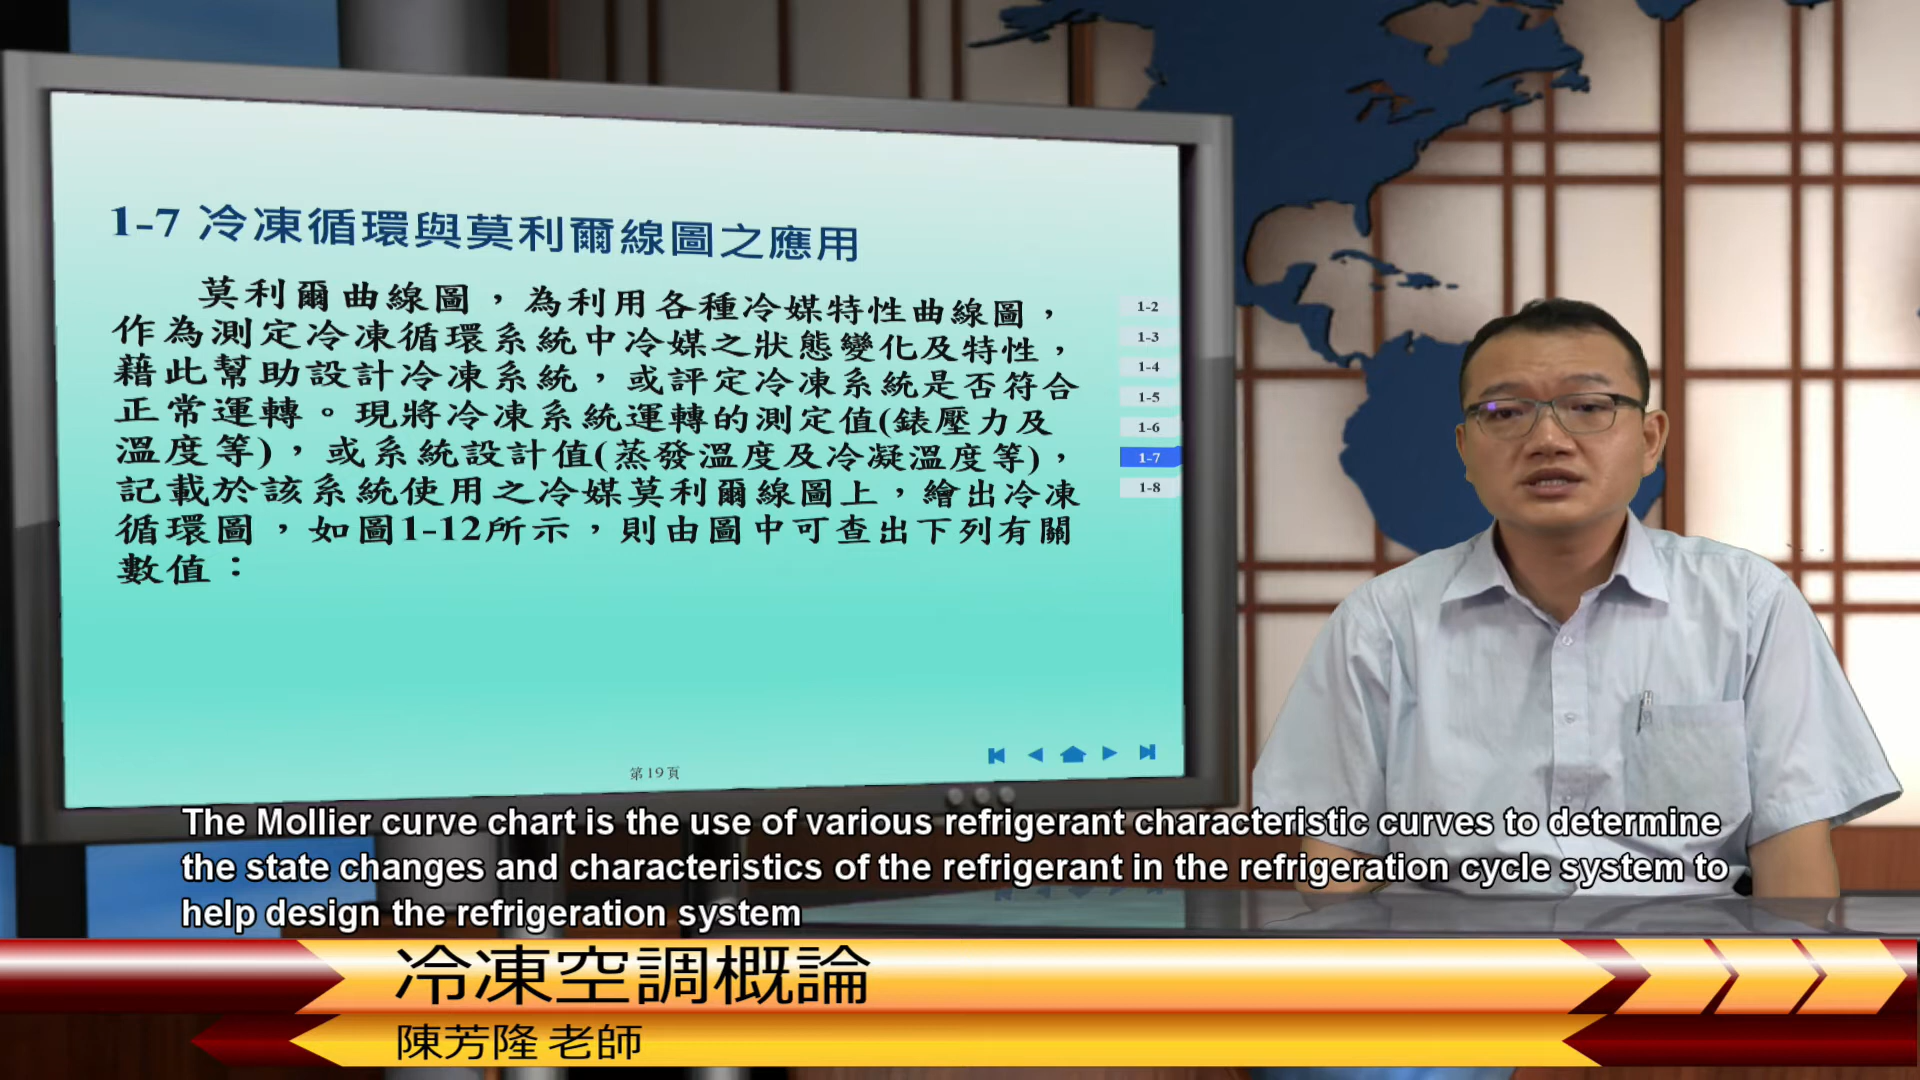 1-7 冷凍循環與莫利爾線圖之應用
莫利爾曲線圖，為利用各種冷媒特性曲線圖，
作為測定冷凍循環系統中冷媒之狀態變化及特性，
藉此幫助設計冷凍系統，或評定冷凍系統是否符合
正常運轉。現將冷凍系統運轉的測定值(錶壓力及
溫度等)，或系統設計值(蒸發溫度及冷凝溫度等)，
記載於該系統使用之冷媒莫利爾線圖上，繪出冷凍
循環圖，如圖1-12所示，則由圖中可查出下列有關
數值：
1-2
1-3
1-4
1-5
1-6
1-7
1-8
第19頁
The Mollier curve chart is the use of various refrigerant characteristic curves to determine
the state changes and characteristics of the refrigerant in the refrigeration cycle system to
help design the refrigeration system
冷凍空調概論
陳芳隆 老師